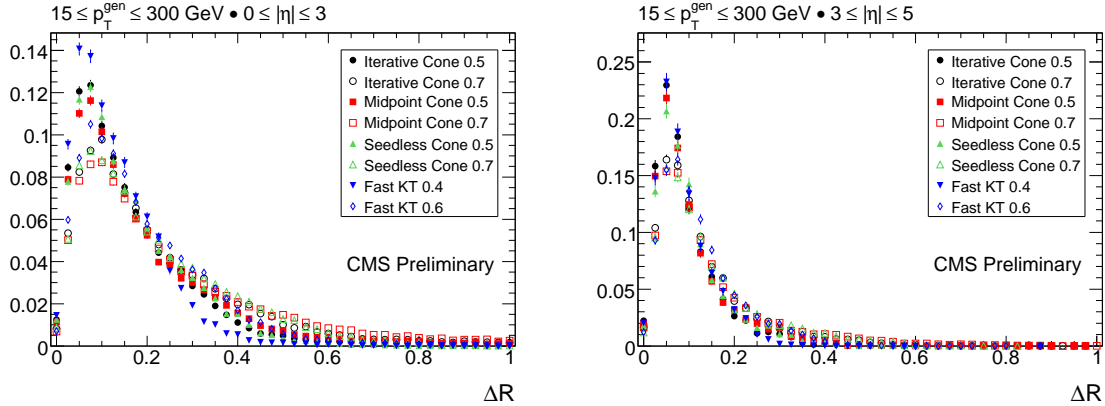 15 ≤ p_T^gen ≤ 300 GeV • 0 ≤ |η| ≤ 3
0.14
0.12
0.1
0.08
0.06
0.04
0.02
0
Iterative Cone 0.5
Iterative Cone 0.7
Midpoint Cone 0.5
Midpoint Cone 0.7
Seedless Cone 0.5
Seedless Cone 0.7
Fast KT 0.4
Fast KT 0.6
CMS Preliminary
0 0.2 0.4 0.6 0.8 1
ΔR
15 ≤ p_T^gen ≤ 300 GeV • 3 ≤ |η| ≤ 5
0.25
0.2
0.15
0.1
0.05
0
Iterative Cone 0.5
Iterative Cone 0.7
Midpoint Cone 0.5
Midpoint Cone 0.7
Seedless Cone 0.5
Seedless Cone 0.7
Fast KT 0.4
Fast KT 0.6
CMS Preliminary
0 0.2 0.4 0.6 0.8 1
ΔR